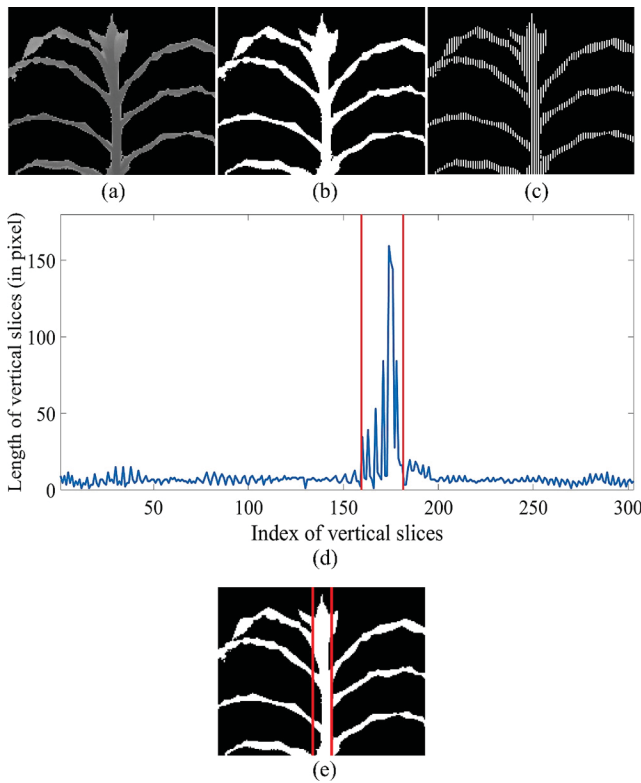 (a) (b) (c)
Length of vertical slices (in pixel)
150
100
50
0
50 100 150 200 250 300
Index of vertical slices
(d)
(e)